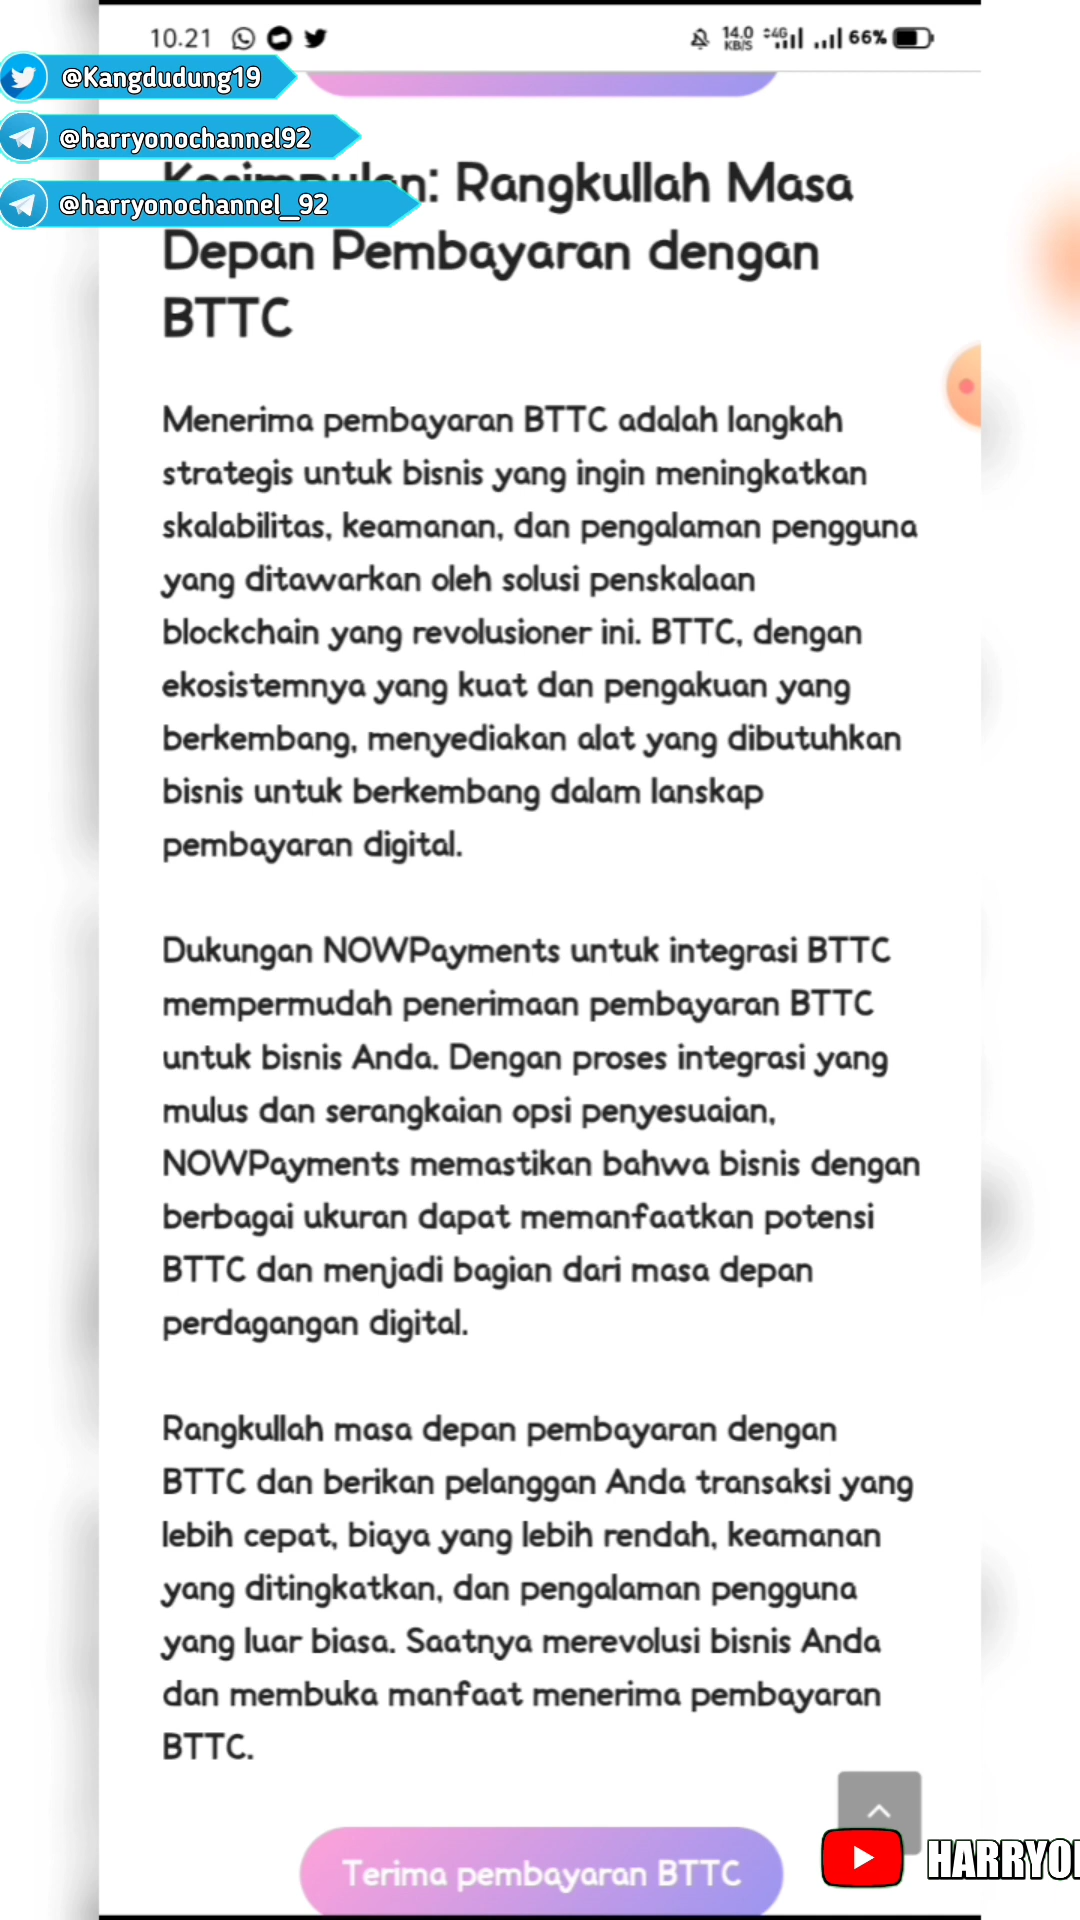 10.21
14.0
KB/S
4G
66%
@Kangdudung19
@harryonochannel92
Kesimpulan: Rangkullah Masa
@harryonochannel_92
Depan Pembayaran dengan
BTTC
Menerima pembayaran BTTC adalah langkah
strategis untuk bisnis yang ingin meningkatkan
skalabilitas, keamanan, dan pengalaman pengguna
yang ditawarkan oleh solusi penskalaan
blockchain yang revolusioner ini. BTTC, dengan
ekosistemnya yang kuat dan pengakuan yang
berkembang, menyediakan alat yang dibutuhkan
bisnis untuk berkembang dalam lanskap
pembayaran digital.
Dukungan NOWPayments untuk integrasi BTTC
mempermudah penerimaan pembayaran BTTC
untuk bisnis Anda. Dengan proses integrasi yang
mulus dan serangkaian opsi penyesuaian,
NOWPayments memastikan bahwa bisnis dengan
berbagai ukuran dapat memanfaatkan potensi
BTTC dan menjadi bagian dari masa depan
perdagangan digital.
Rangkullah masa depan pembayaran dengan
BTTC dan berikan pelanggan Anda transaksi yang
lebih cepat, biaya yang lebih rendah, keamanan
yang ditingkatkan, dan pengalaman pengguna
yang luar biasa. Saatnya merevolusi bisnis Anda
dan membuka manfaat menerima pembayaran
BTTC.
Terima pembayaran BTTC